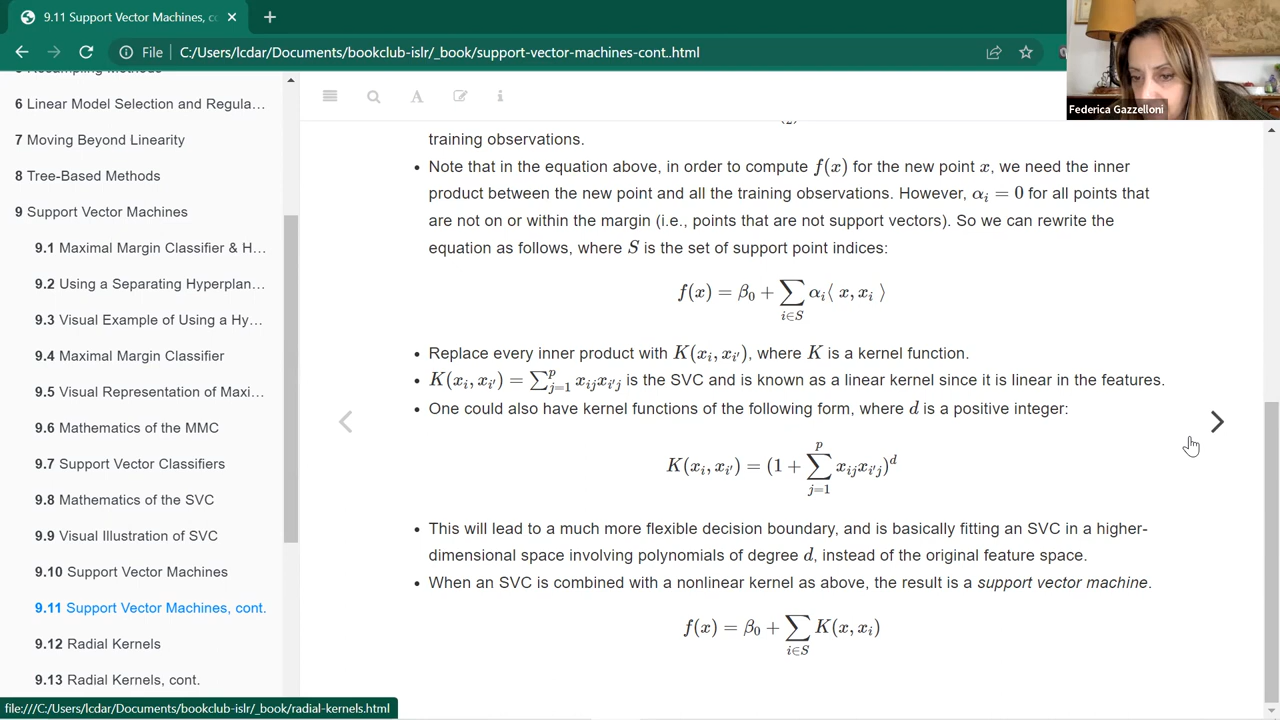 9.11 Support Vector Machines, co
File
C:/Users/lcdar/Documents/bookclub-islr/_book/support-vector-machines-cont..html
Federica Gazzelloni
5 Resampling Methods
6 Linear Model Selection and Regula…
7 Moving Beyond Linearity
8 Tree-Based Methods
9 Support Vector Machines
9.1 Maximal Margin Classifier & H…
9.2 Using a Separating Hyperplan…
9.3 Visual Example of Using a Hy…
9.4 Maximal Margin Classifier
9.5 Visual Representation of Maxi…
9.6 Mathematics of the MMC
9.7 Support Vector Classifiers
9.8 Mathematics of the SVC
9.9 Visual Illustration of SVC
9.10 Support Vector Machines
9.11 Support Vector Machines, cont.
9.12 Radial Kernels
9.13 Radial Kernels, cont.
file:///C:/Users/lcdar/Documents/bookclub-islr/_book/radial-kernels.html
training observations.
• Note that in the equation above, in order to compute f(x) for the new point x, we need the inner
product between the new point and all the training observations. However, αᵢ = 0 for all points that
are not on or within the margin (i.e., points that are not support vectors). So we can rewrite the
equation as follows, where S is the set of support point indices:
f(x) = β₀ + ∑_{i∈S} αᵢ⟨ x, xᵢ ⟩
• Replace every inner product with K(xᵢ, xᵢ′), where K is a kernel function.
• K(xᵢ, xᵢ′) = ∑_{j=1}^{p} x_{ij}x_{i′j} is the SVC and is known as a linear kernel since it is linear in the features.
• One could also have kernel functions of the following form, where d is a positive integer:
K(xᵢ, xᵢ′) = (1 + ∑_{j=1}^{p} x_{ij}x_{i′j})^d
• This will lead to a much more flexible decision boundary, and is basically fitting an SVC in a higher-
dimensional space involving polynomials of degree d, instead of the original feature space.
• When an SVC is combined with a nonlinear kernel as above, the result is a support vector machine.
f(x) = β₀ + ∑_{i∈S} K(x, xᵢ)